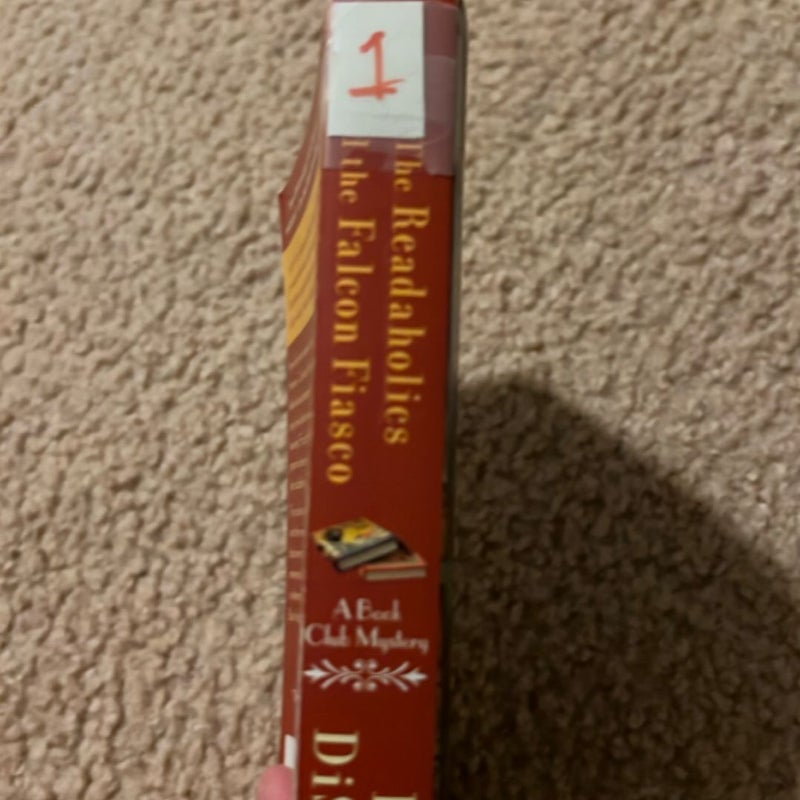 1
The Readaholics
the Falcon Fiasco
A Book
Club Mystery